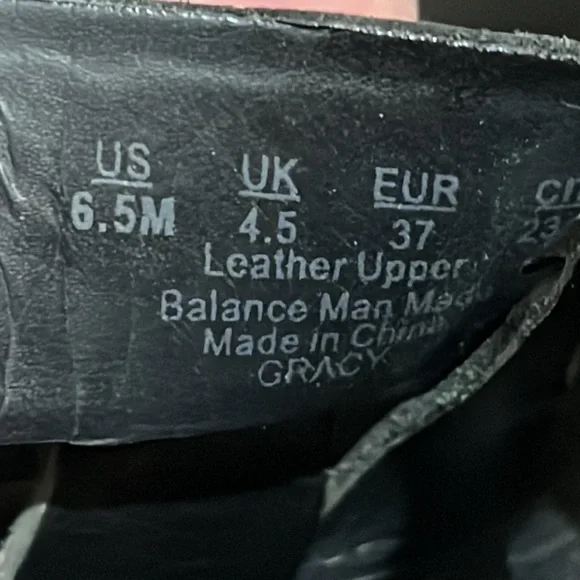 US UK EUR
6.5M 4.5 37
Leather Upper
Balance Man Made
Made in China
GRACY